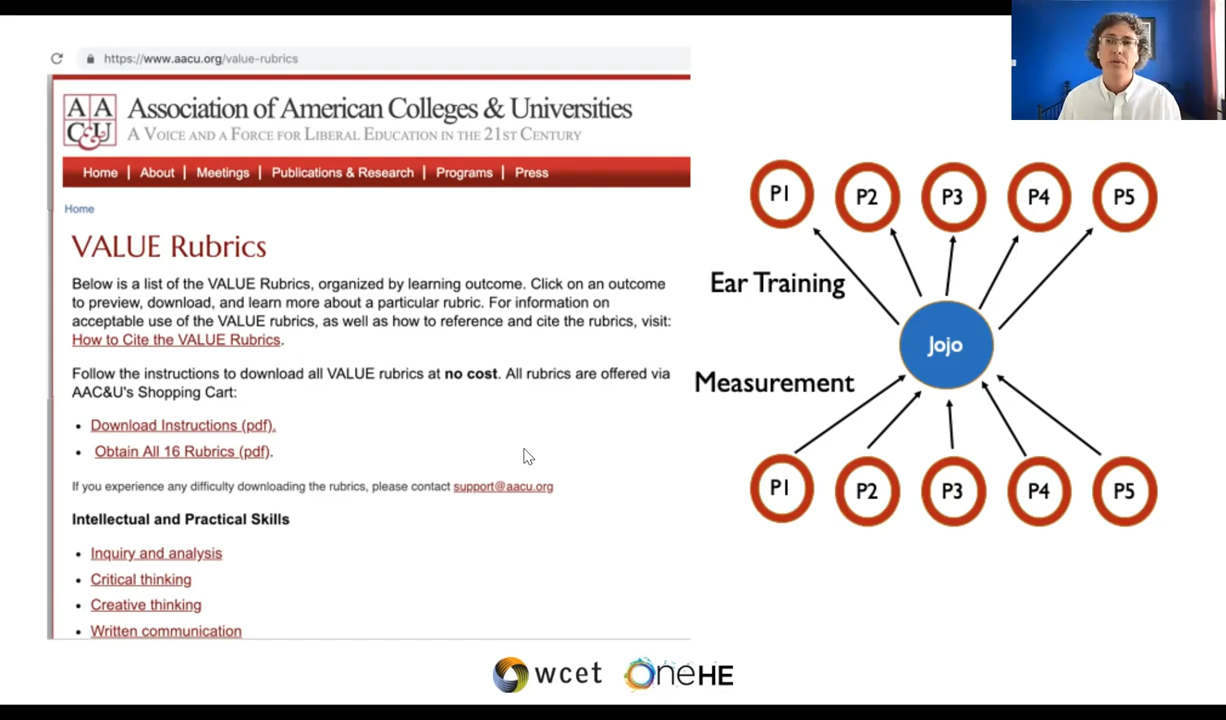 https://www.aacu.org/value-rubrics
AAC&U
Association of American Colleges & Universities
A Voice and a Force for Liberal Education in the 21st Century
Home | About | Meetings | Publications & Research | Programs | Press
Home
VALUE Rubrics
Below is a list of the VALUE Rubrics, organized by learning outcome. Click on an outcome
to preview, download, and learn more about a particular rubric. For information on
acceptable use of the VALUE rubrics, as well as how to reference and cite the rubrics, visit:
How to Cite the VALUE Rubrics.
Follow the instructions to download all VALUE rubrics at no cost. All rubrics are offered via
AAC&U's Shopping Cart:
• Download Instructions (pdf).
• Obtain All 16 Rubrics (pdf).
If you experience any difficulty downloading the rubrics, please contact support@aacu.org
Intellectual and Practical Skills
• Inquiry and analysis
• Critical thinking
• Creative thinking
• Written communication
P1 P2 P3 P4 P5
Ear Training
Jojo
Measurement
P1 P2 P3 P4 P5
wcet OneHE